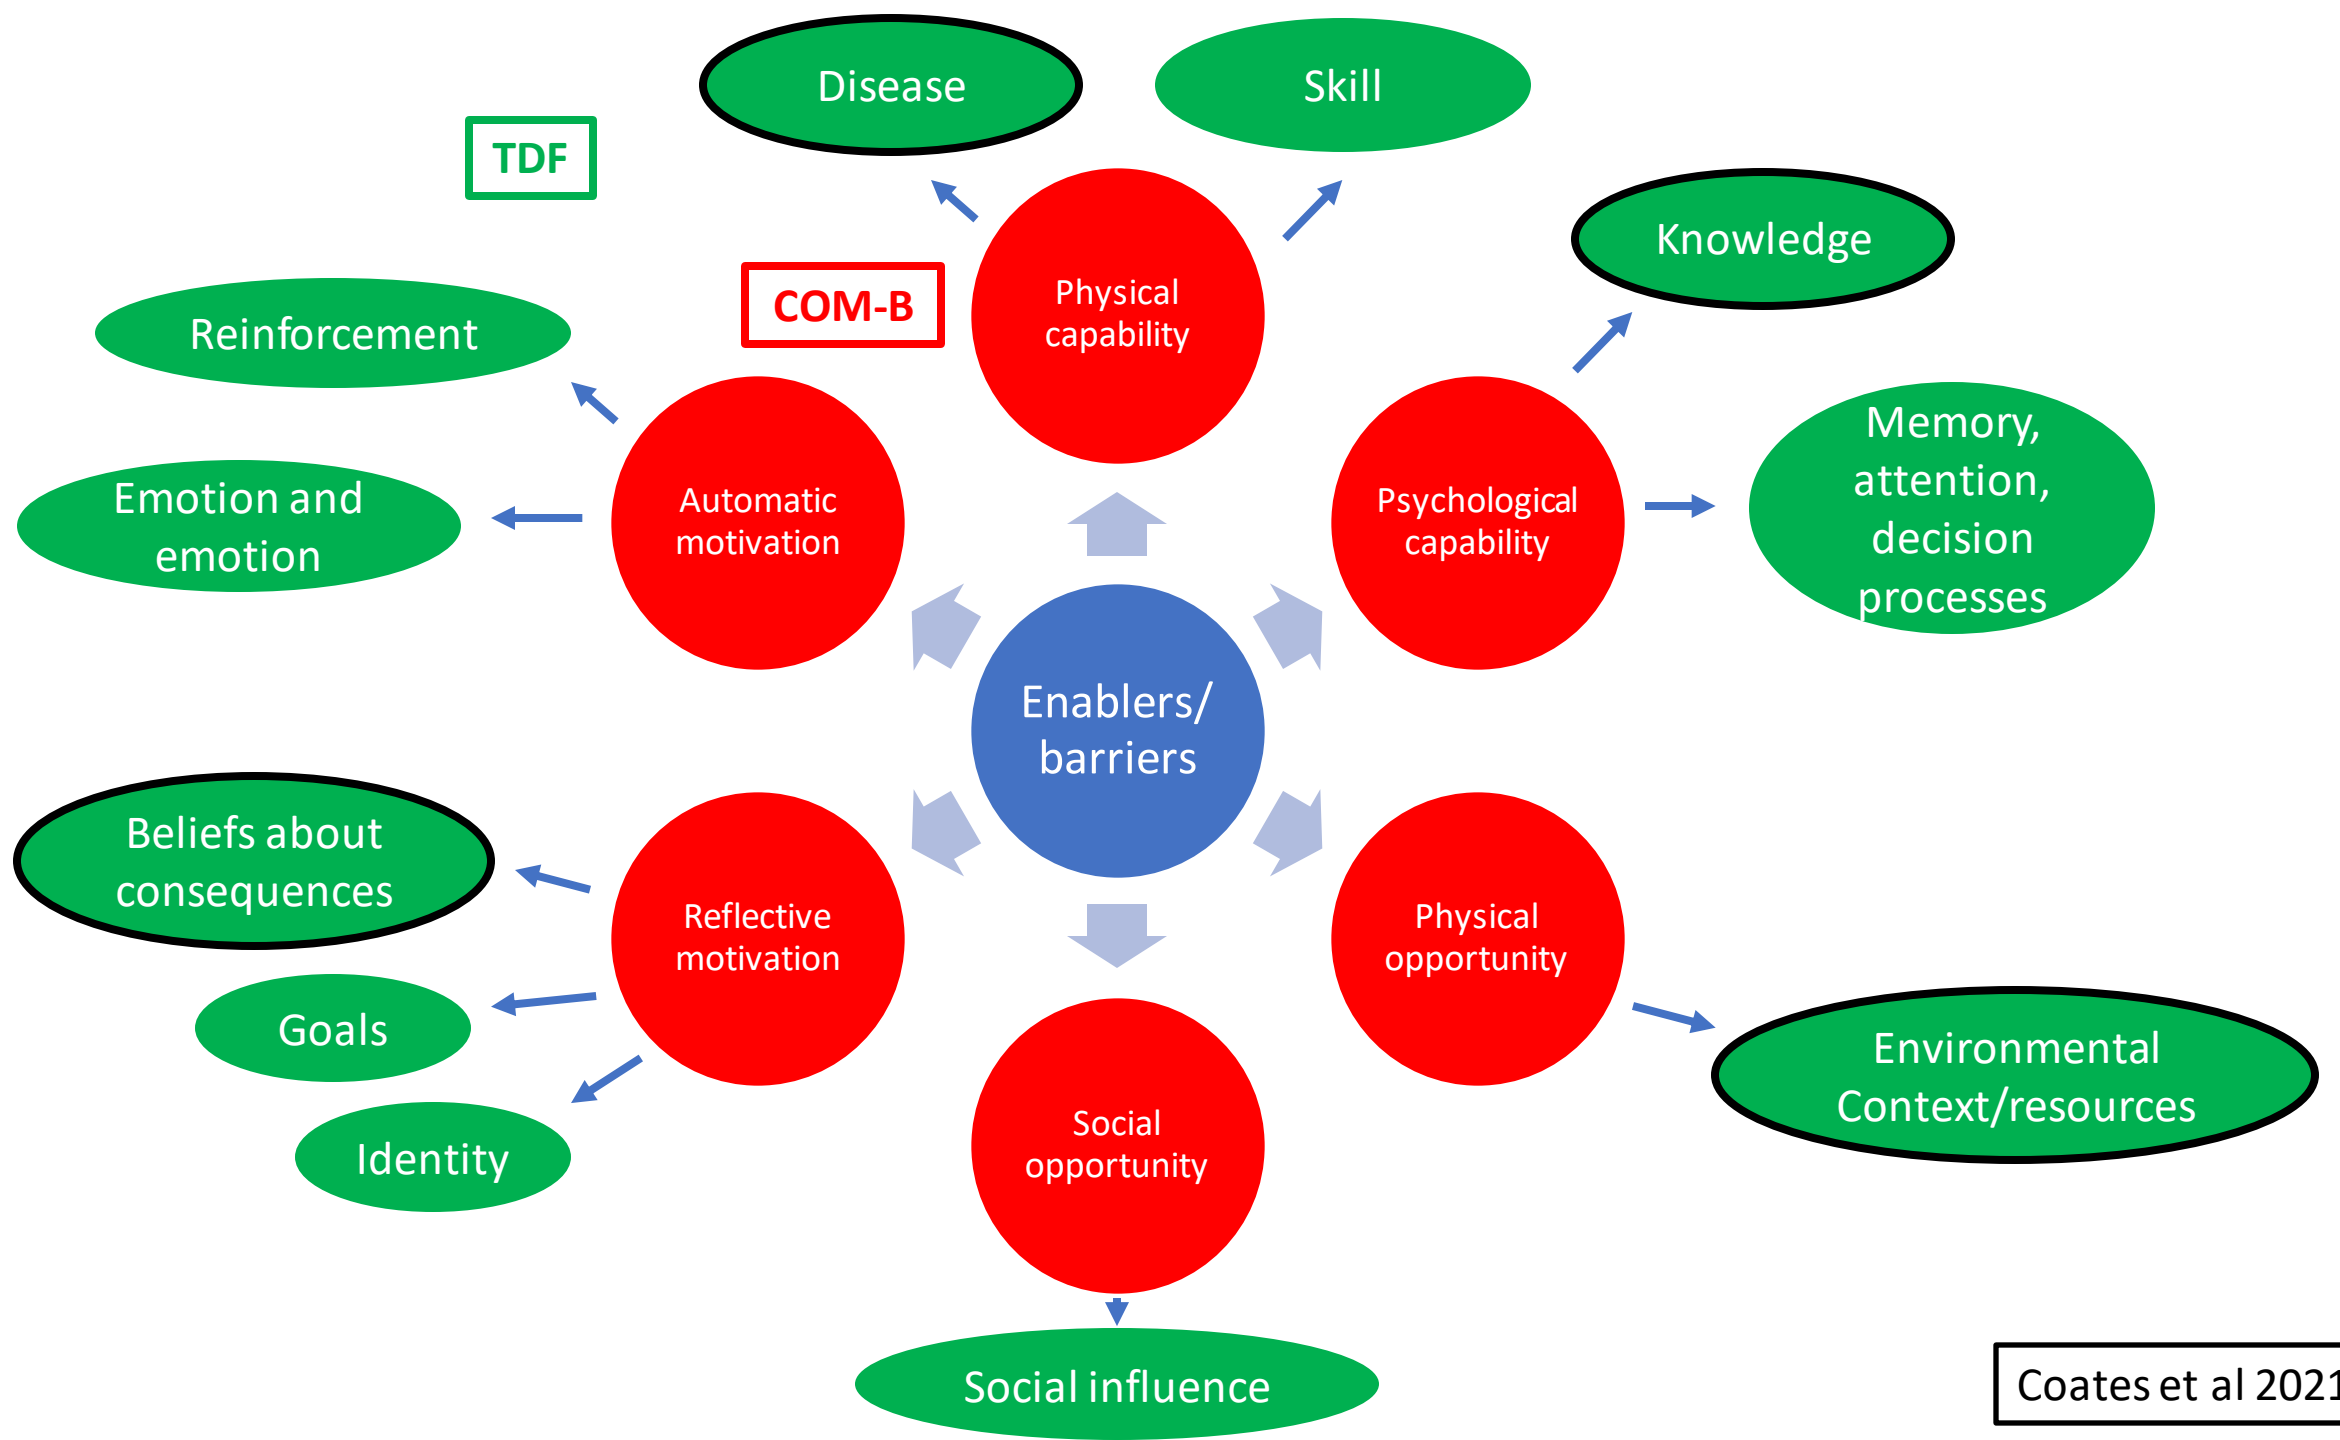 Disease
Skill
TDF
Knowledge
COM-B
Physical
capability
Reinforcement
Automatic
motivation
Psychological
capability
Memory,
attention,
decision
processes
Emotion and
emotion
Enablers/
barriers
Beliefs about
consequences
Reflective
motivation
Physical
opportunity
Goals
Identity
Environmental
Context/resources
Social
opportunity
Social influence
Coates et al 2021